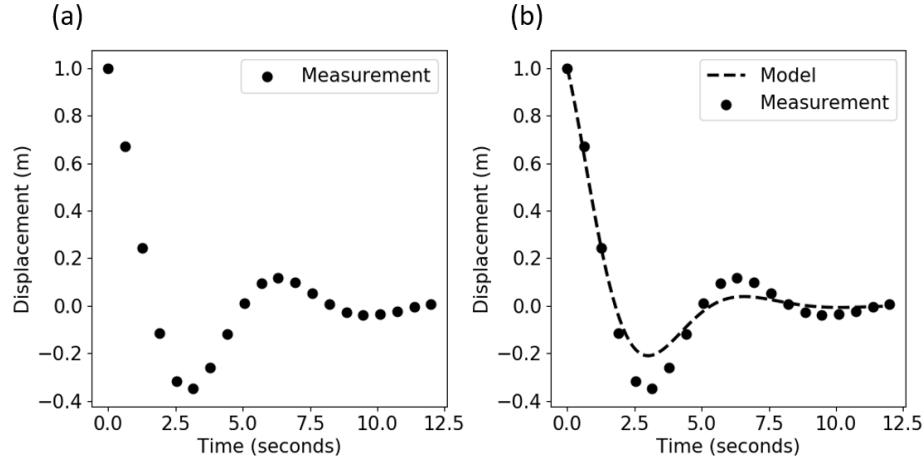 (a)
1.0
0.8
0.6
0.4
0.2
0.0
−0.2
−0.4
Displacement (m)
Measurement
0.0 2.5 5.0 7.5 10.0 12.5
Time (seconds)
(b)
1.0
0.8
0.6
0.4
0.2
0.0
−0.2
−0.4
Displacement (m)
Model
Measurement
0.0 2.5 5.0 7.5 10.0 12.5
Time (seconds)